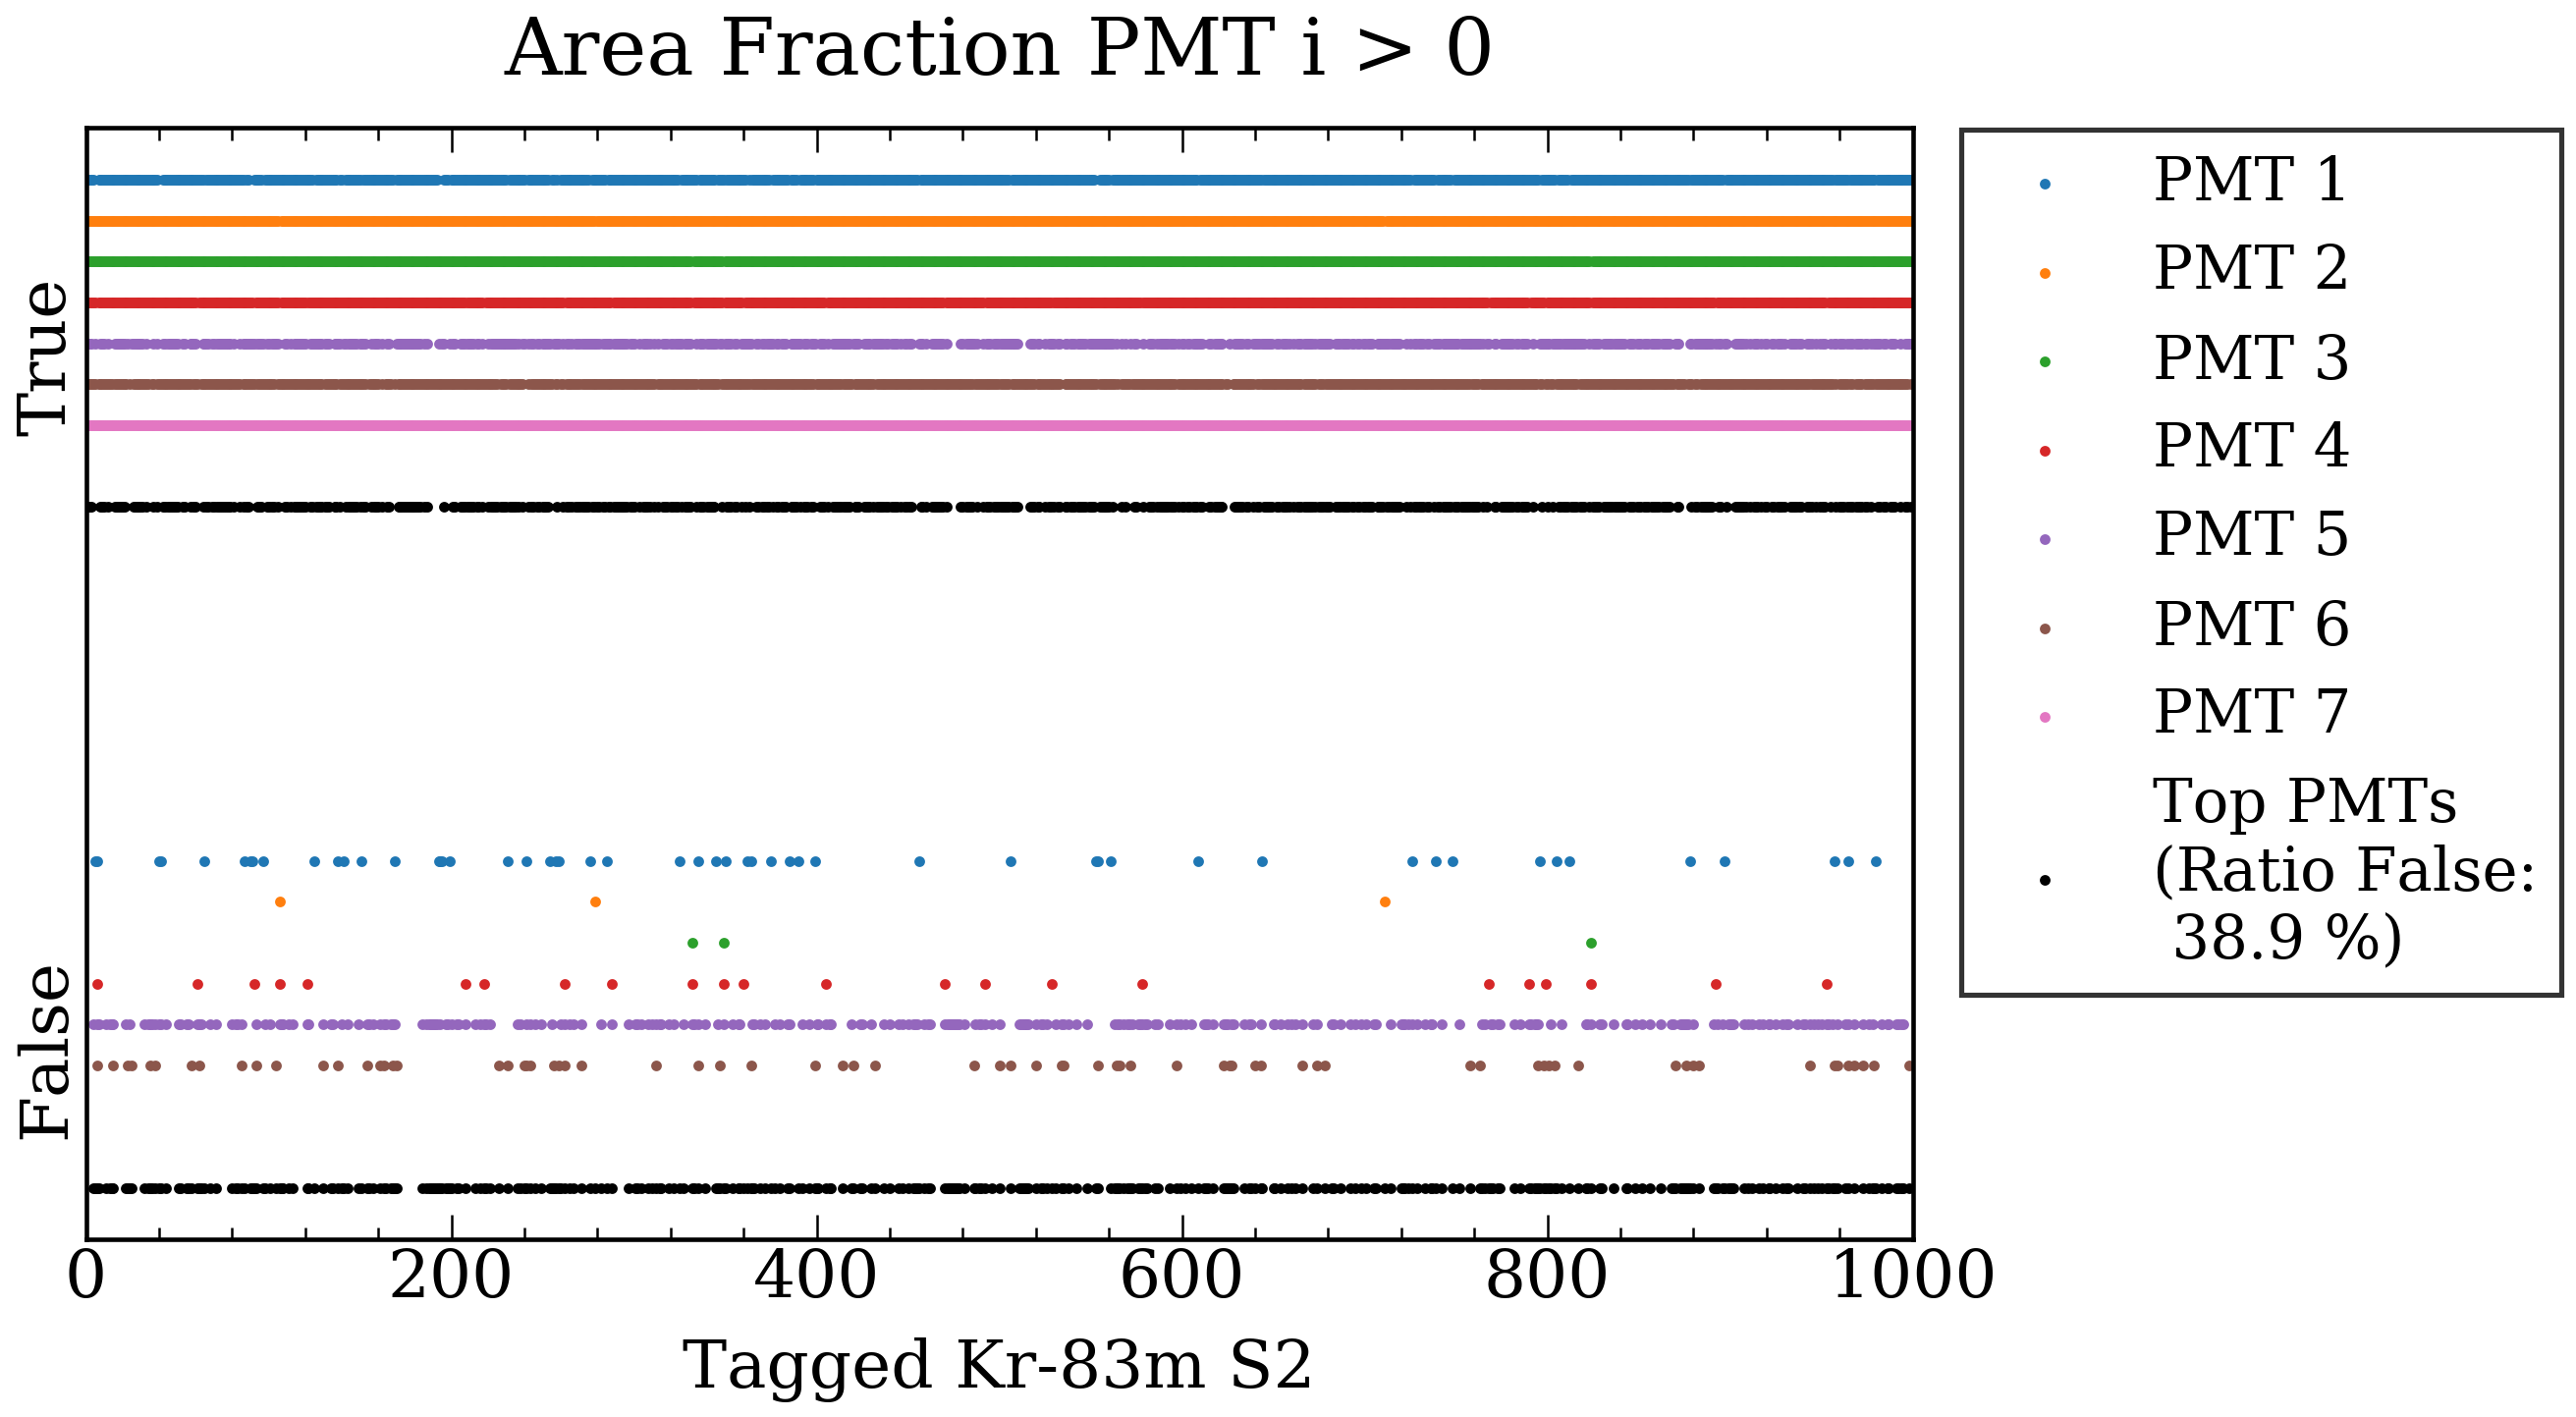 Area Fraction PMT i > 0
True
False
0 200 400 600 800 1000
Tagged Kr-83m S2
PMT 1
PMT 2
PMT 3
PMT 4
PMT 5
PMT 6
PMT 7
Top PMTs
(Ratio False:
38.9 %)